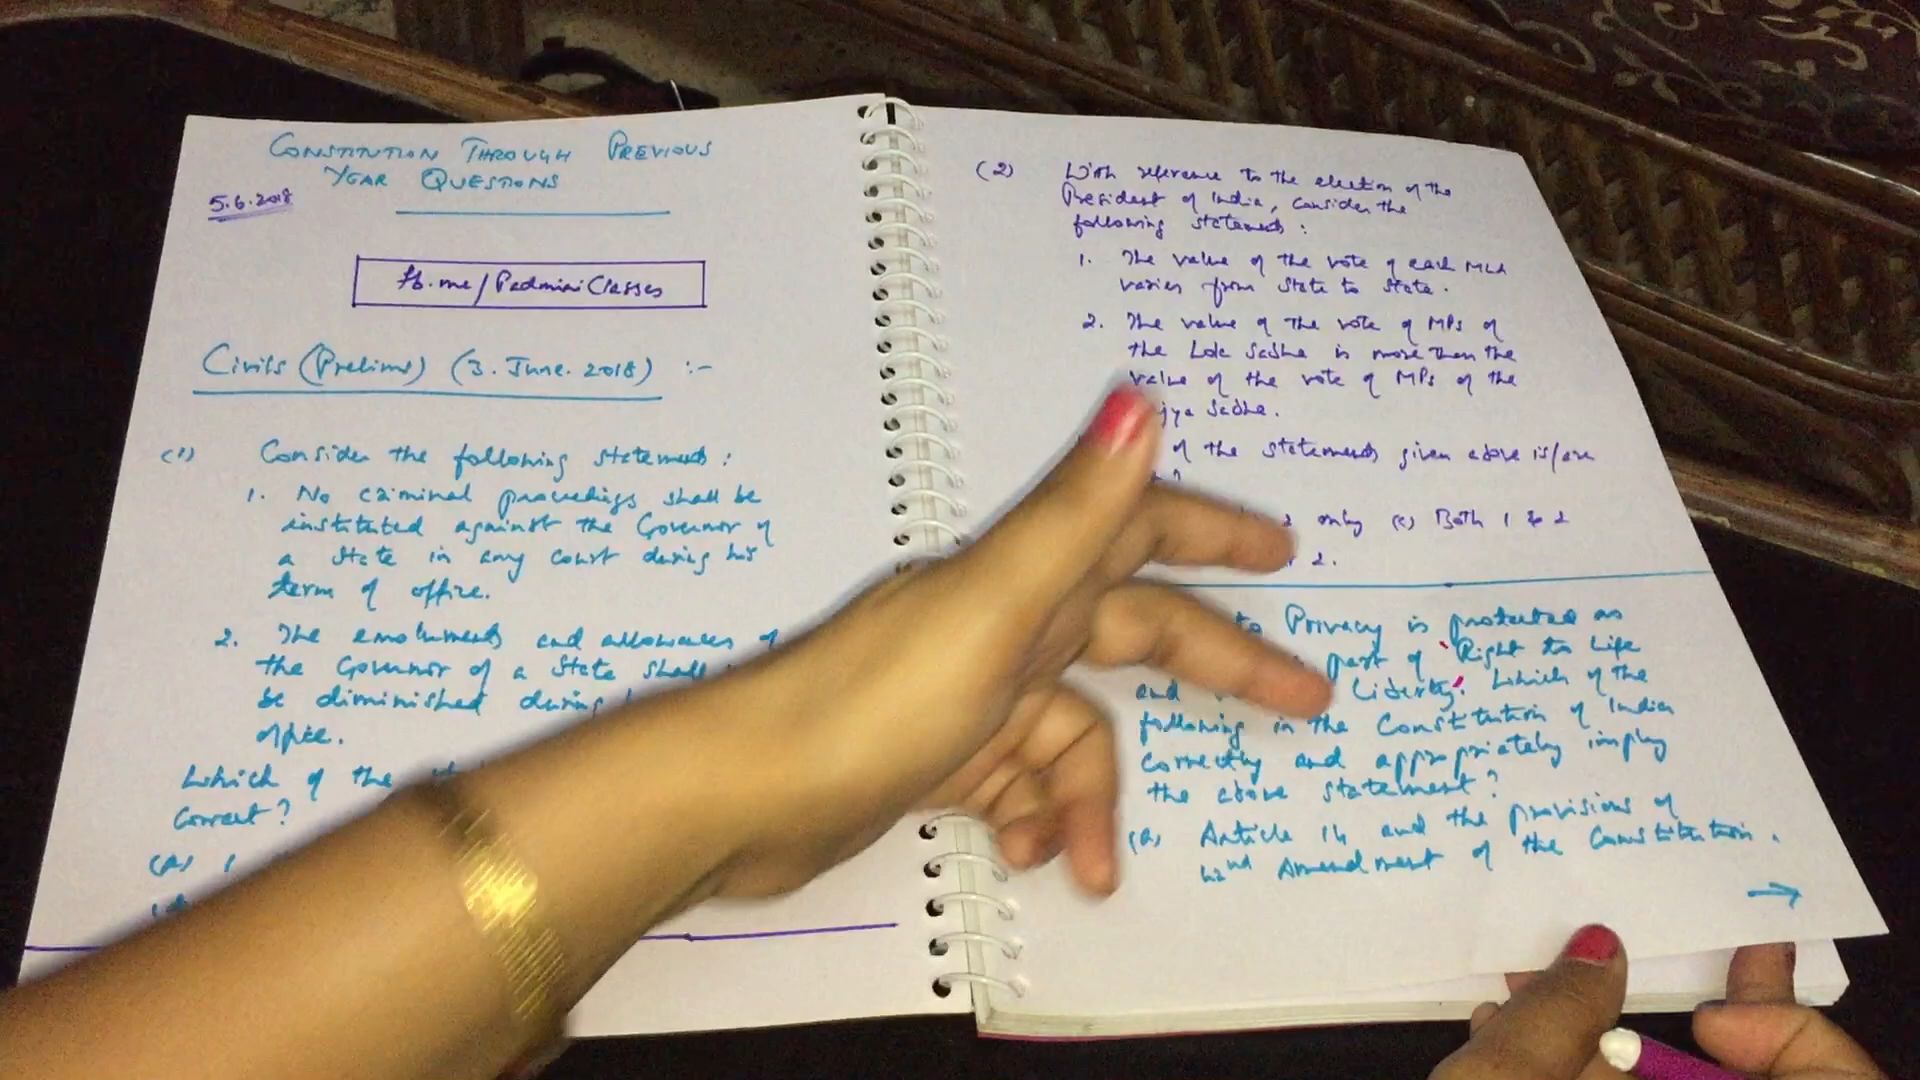 CONSTITUTION THROUGH PREVIOUS
YEAR QUESTIONS
5.6.2018
fb.me/PadminiClasses
Civils (Prelims) (3. June. 2018) :-
(1) Consider the following statements :
1. No criminal proceedings shall be
instituted against the Governor of
a State in any court during his
term of office.
2. The emoluments and allowances of
the Governor of a State shall
be diminished during
office.
Which of the
correct?
(A) 1
(2) With reference to the election of the
President of India, consider the
following statements :
1. The value of the vote of each MLA
varies from State to State.
2. The value of the vote of MPs of
the Lok Sabha is more than the
value of the vote of MPs of the
Sabha.
of the statements given above is/are
2 only (c) Both 1 & 2
2.
to Privacy is protected as
part of 'Right to Life
and Liberty'. Which of the
following in the Constitution of India
correctly and appropriately imply
the above statement?
(a) Article 14 and the provisions of
42nd Amendment of the Constitution.
→